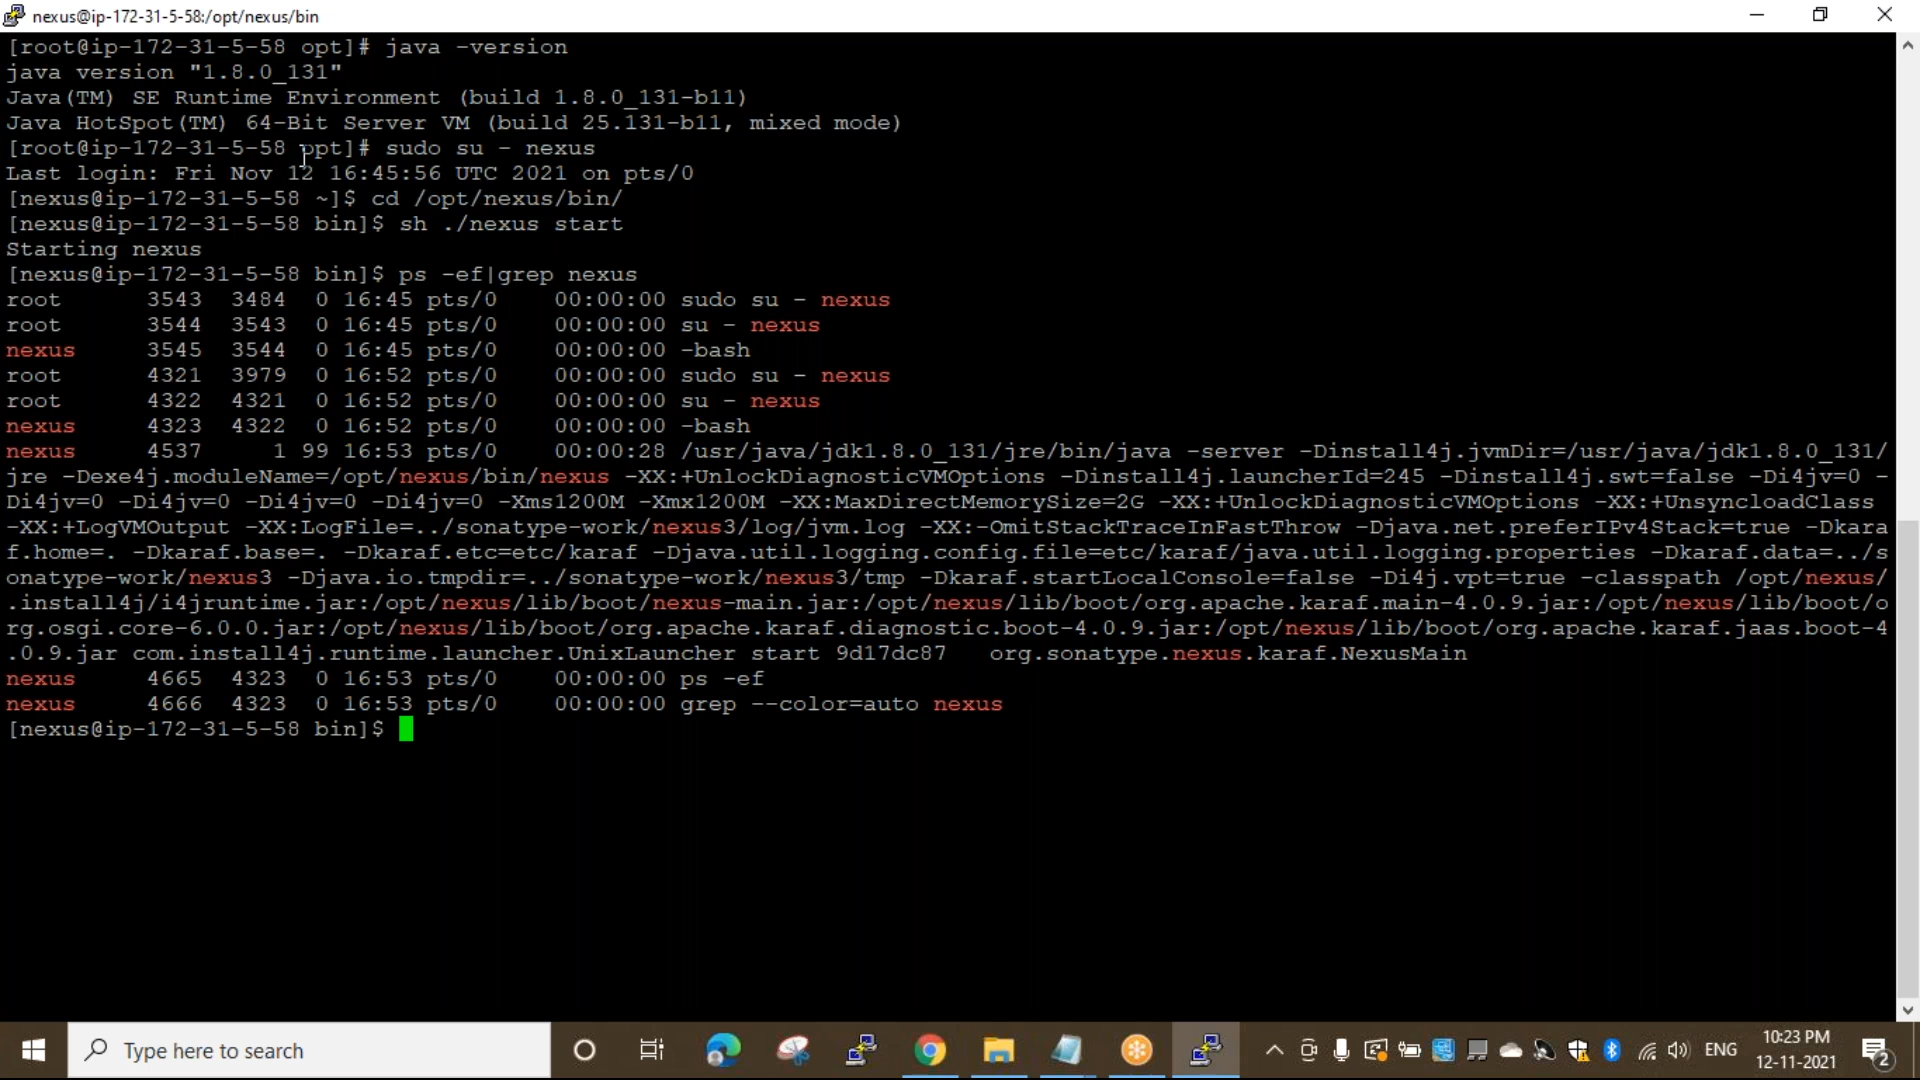 nexus@ip-172-31-5-58:/opt/nexus/bin
[root@ip-172-31-5-58 opt]# java -version
java version "1.8.0_131"
Java(TM) SE Runtime Environment (build 1.8.0_131-b11)
Java HotSpot(TM) 64-Bit Server VM (build 25.131-b11, mixed mode)
[root@ip-172-31-5-58 opt]# sudo su - nexus
Last login: Fri Nov 12 16:45:56 UTC 2021 on pts/0
[nexus@ip-172-31-5-58 ~]$ cd /opt/nexus/bin/
[nexus@ip-172-31-5-58 bin]$ sh ./nexus start
Starting nexus
[nexus@ip-172-31-5-58 bin]$ ps -ef|grep nexus
root      3543  3484  0 16:45 pts/0    00:00:00 sudo su - nexus
root      3544  3543  0 16:45 pts/0    00:00:00 su - nexus
nexus     3545  3544  0 16:45 pts/0    00:00:00 -bash
root      4321  3979  0 16:52 pts/0    00:00:00 sudo su - nexus
root      4322  4321  0 16:52 pts/0    00:00:00 su - nexus
nexus     4323  4322  0 16:52 pts/0    00:00:00 -bash
nexus     4537     1 99 16:53 pts/0    00:00:28 /usr/java/jdk1.8.0_131/jre/bin/java -server -Dinstall4j.jvmDir=/usr/java/jdk1.8.0_131/
jre -Dexe4j.moduleName=/opt/nexus/bin/nexus -XX:+UnlockDiagnosticVMOptions -Dinstall4j.launcherId=245 -Dinstall4j.swt=false -Di4jv=0 -
Di4jv=0 -Di4jv=0 -Di4jv=0 -Di4jv=0 -Xms1200M -Xmx1200M -XX:MaxDirectMemorySize=2G -XX:+UnlockDiagnosticVMOptions -XX:+UnsyncloadClass
-XX:+LogVMOutput -XX:LogFile=../sonatype-work/nexus3/log/jvm.log -XX:-OmitStackTraceInFastThrow -Djava.net.preferIPv4Stack=true -Dkara
f.home=. -Dkaraf.base=. -Dkaraf.etc=etc/karaf -Djava.util.logging.config.file=etc/karaf/java.util.logging.properties -Dkaraf.data=../s
onatype-work/nexus3 -Djava.io.tmpdir=../sonatype-work/nexus3/tmp -Dkaraf.startLocalConsole=false -Di4j.vpt=true -classpath /opt/nexus/
.install4j/i4jruntime.jar:/opt/nexus/lib/boot/nexus-main.jar:/opt/nexus/lib/boot/org.apache.karaf.main-4.0.9.jar:/opt/nexus/lib/boot/o
rg.osgi.core-6.0.0.jar:/opt/nexus/lib/boot/org.apache.karaf.diagnostic.boot-4.0.9.jar:/opt/nexus/lib/boot/org.apache.karaf.jaas.boot-4
.0.9.jar com.install4j.runtime.launcher.UnixLauncher start 9d17dc87   org.sonatype.nexus.karaf.NexusMain
nexus     4665  4323  0 16:53 pts/0    00:00:00 ps -ef
nexus     4666  4323  0 16:53 pts/0    00:00:00 grep --color=auto nexus
[nexus@ip-172-31-5-58 bin]$
Type here to search
ENG
10:23 PM
12-11-2021
2